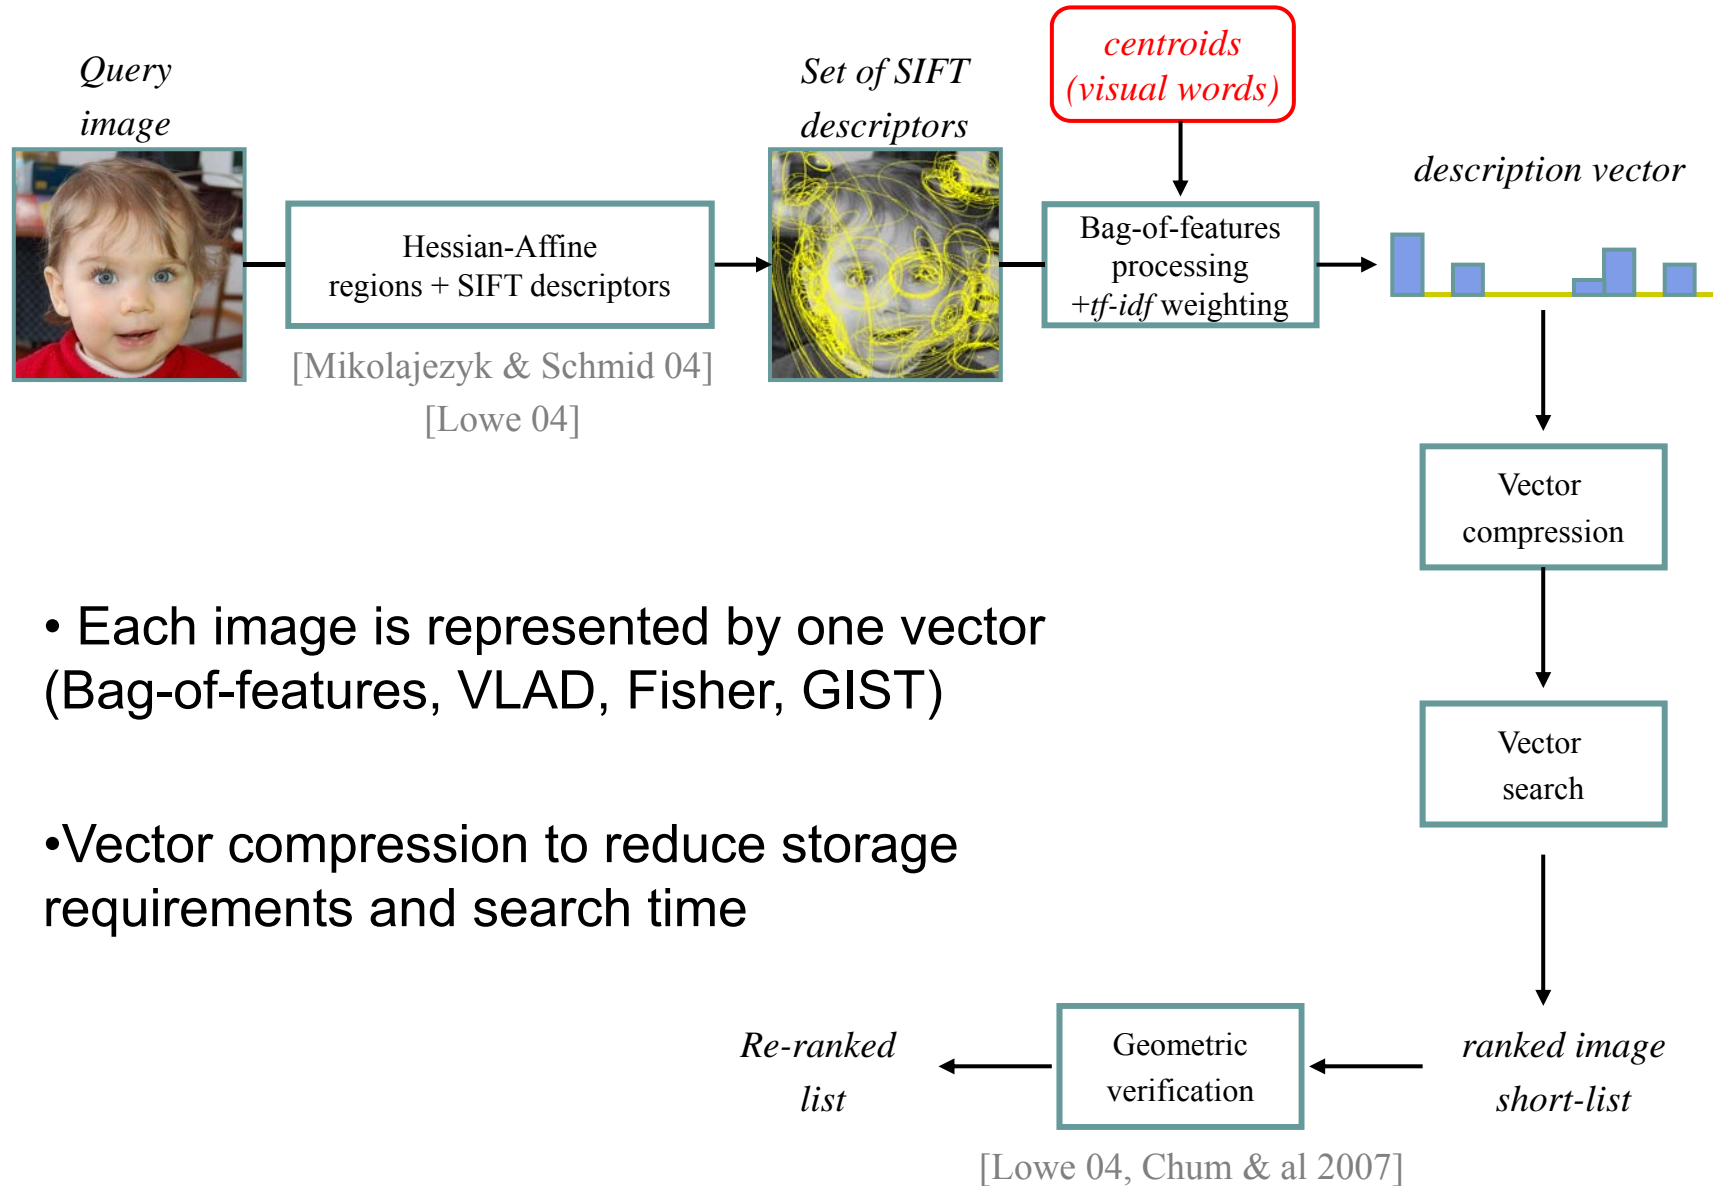 Query
image
Set of SIFT
descriptors
centroids
(visual words)
description vector
Hessian-Affine
regions + SIFT descriptors
[Mikolajezyk & Schmid 04]
[Lowe 04]
Bag-of-features
processing
+tf-idf weighting
Vector
compression
• Each image is represented by one vector
(Bag-of-features, VLAD, Fisher, GIST)
Vector
search
•Vector compression to reduce storage
requirements and search time
ranked image
short-list
Geometric
verification
[Lowe 04, Chum & al 2007]
Re-ranked
list